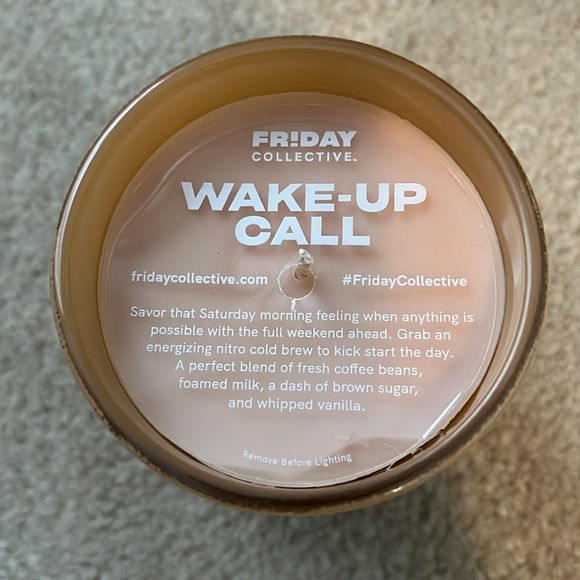 FR!DAY
COLLECTIVE™
WAKE-UP
CALL
fridaycollective.com #FridayCollective
Savor that Saturday morning feeling when anything is
possible with the full weekend ahead. Grab an
energizing nitro cold brew to kick start the day.
A perfect blend of fresh coffee beans,
foamed milk, a dash of brown sugar,
and whipped vanilla.
Remove Before Lighting